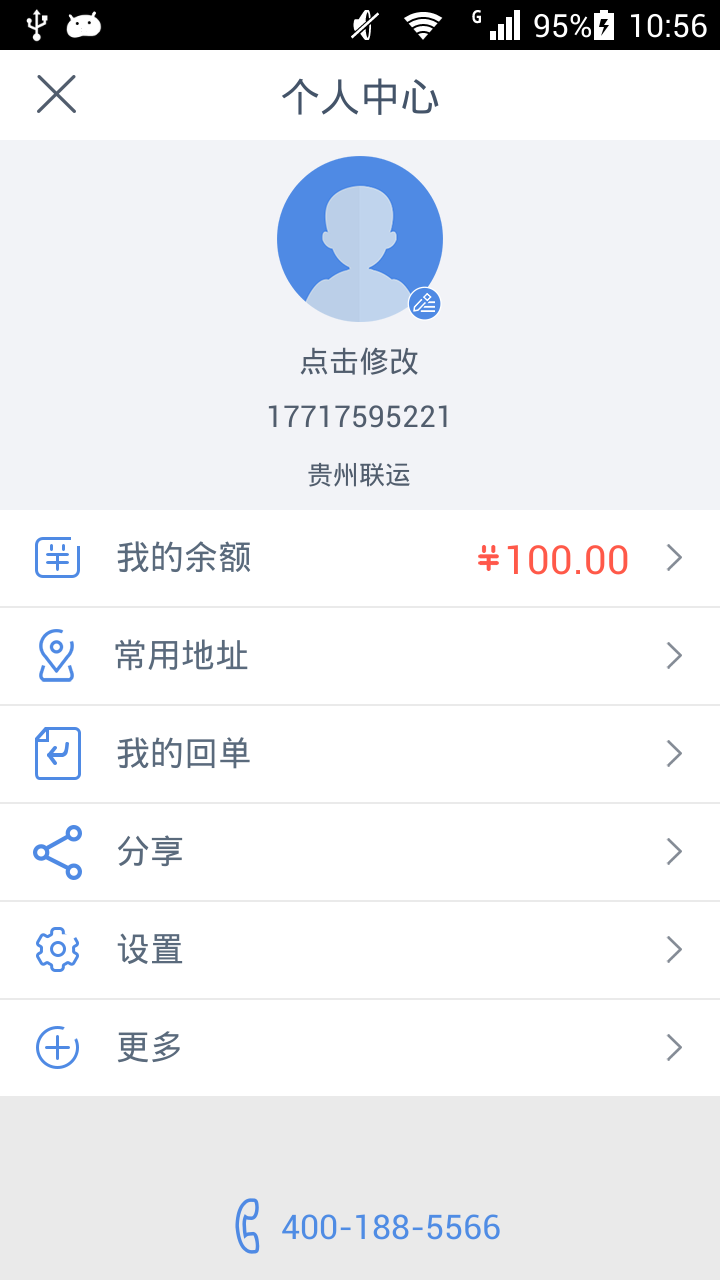 G 95% 10:56
个人中心
点击修改
17717595221
贵州联运
我的余额 ¥100.00
常用地址
我的回单
分享
设置
更多
400-188-5566